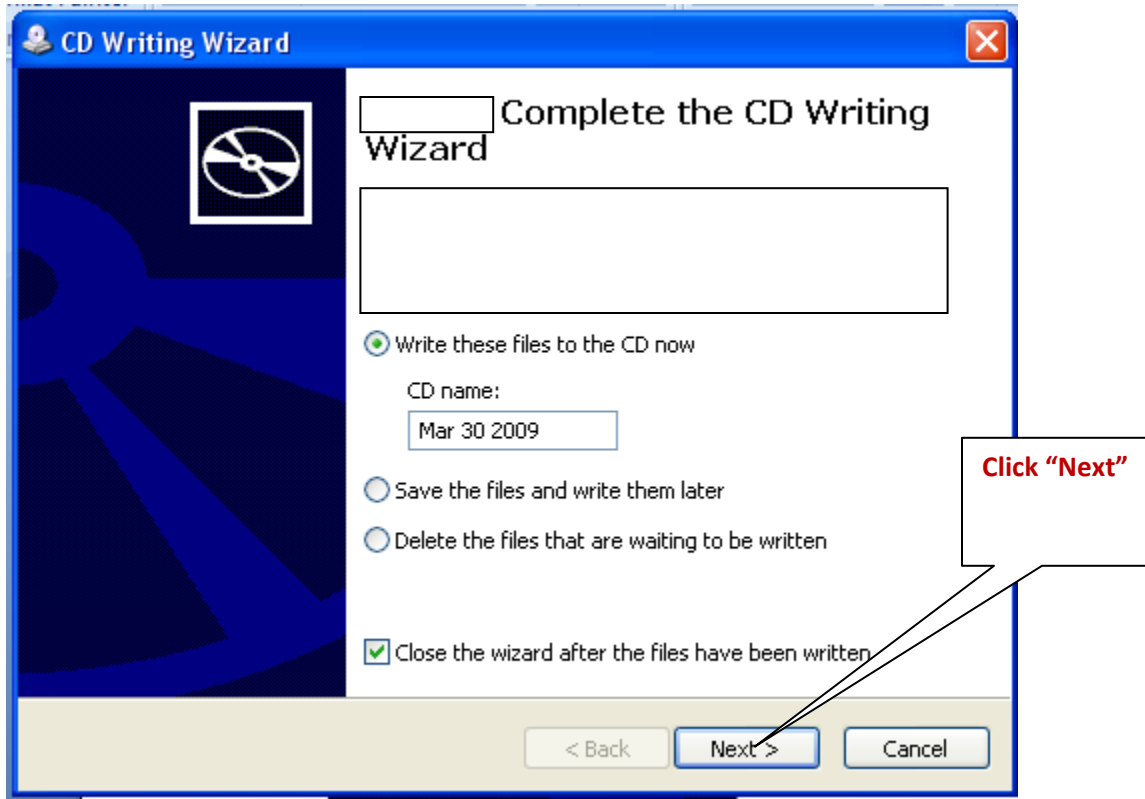 CD Writing Wizard
Complete the CD Writing
Wizard
Write these files to the CD now
CD name:
Mar 30 2009
Click “Next”
Save the files and write them later
Delete the files that are waiting to be written
Close the wizard after the files have been written
< Back
Next >
Cancel